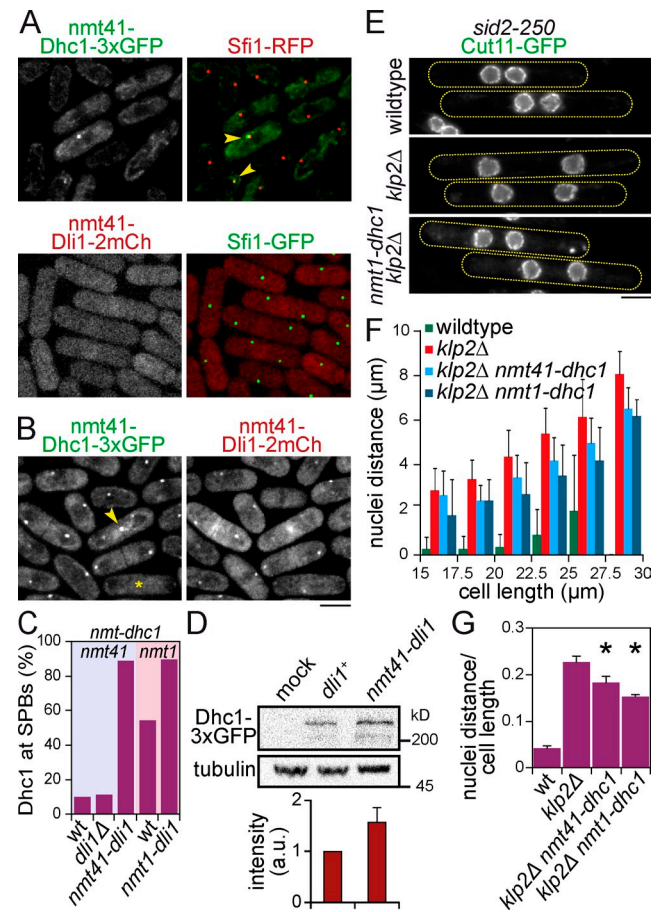 A
nmt41-
Dhc1-3xGFP
Sfi1-RFP
nmt41-
Dli1-2mCh
Sfi1-GFP
B
nmt41-
Dhc1-3xGFP
nmt41-
Dli1-2mCh
*
C
nmt-dhc1
nmt41
nmt1
Dhc1 at SPBs (%)
100
80
60
40
20
0
wt
dli1Δ
nmt41-dli1
wt
nmt1-dli1
D
mock
dli1+
nmt41-dli1
Dhc1-
3xGFP
kD
200
tubulin
45
intensity
(a.u.)
2
1
0
E
sid2-250
Cut11-GFP
wildtype
klp2Δ
nmt1-dhc1
klp2Δ
F
wildtype
klp2Δ
klp2Δ nmt41-dhc1
klp2Δ nmt1-dhc1
nuclei distance (μm)
10
8
6
4
2
0
15 17.5 20 22.5 25 27.5 30
cell length (μm)
G
nuclei distance/
cell length
0.3
0.2
0.1
0
* *
wt
klp2Δ
klp2Δ nmt41-dhc1
klp2Δ nmt1-dhc1